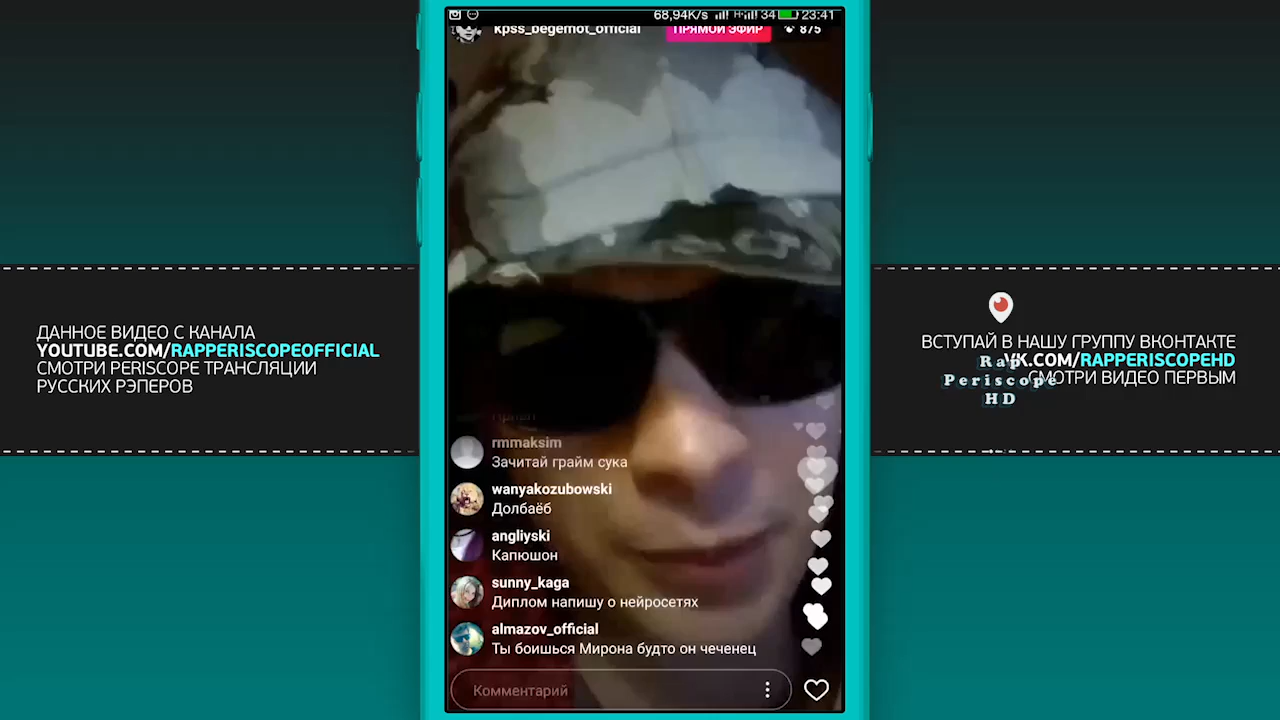 68,94K/s
34
23:41
kpss_begemot_official
ПРЯМОЙ ЭФИР
875
rmmaksim
Зачитай грайм сука
wanyakozubowski
Долбаёб
angliyski
Капюшон
sunny_kaga
Диплом напишу о нейросетях
almazov_official
Ты боишься Мирона будто он чеченец
Комментарий
ДАННОЕ ВИДЕО С КАНАЛА
YOUTUBE.COM/RAPPERISCOPEOFFICIAL
СМОТРИ PERISCOPE ТРАНСЛЯЦИИ
РУССКИХ РЭПЕРОВ
ВСТУПАЙ В НАШУ ГРУППУ ВКОНТАКТЕ
VK.COM/RAPPERISCOPEHD
СМОТРИ ВИДЕО ПЕРВЫМ
Rap
Periscope
HD